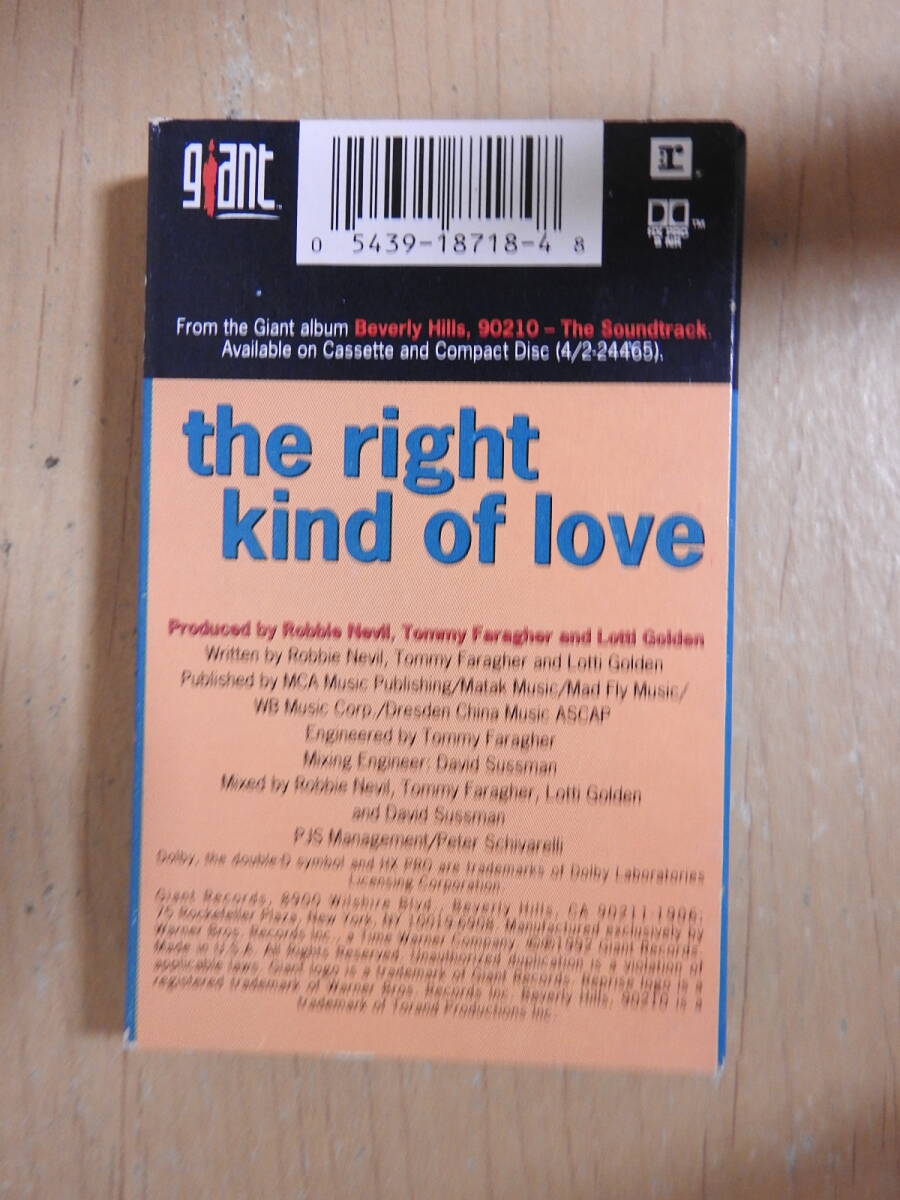 giant™
r
DD™
HX PRO
B NR
0 5439-18718-4 8
From the Giant album Beverly Hills, 90210 – The Soundtrack.
Available on Cassette and Compact Disc (4/2-24465).
the right
kind of love
Produced by Robbie Nevil, Tommy Faragher and Lotti Golden
Written by Robbie Nevil, Tommy Faragher and Lotti Golden
Published by MCA Music Publishing/Matak Music/Mad Fly Music/
WB Music Corp./Dresden China Music ASCAP
Engineered by Tommy Faragher
Mixing Engineer: David Sussman
Mixed by Robbie Nevil, Tommy Faragher, Lotti Golden
and David Sussman
PJS Management/Peter Schivarelli
Dolby, the double-D symbol and HX PRO are trademarks of Dolby Laboratories
Licensing Corporation.
Giant Records, 8900 Wilshire Blvd., Beverly Hills, CA 90211-1906;
75 Rockefeller Plaza, New York, NY 10019-6908. Manufactured exclusively by
Warner Bros. Records Inc., a Time Warner Company. ©℗1992 Giant Records.
Made in U.S.A. All Rights Reserved. Unauthorized duplication is a violation of
applicable laws. Giant logo is a trademark of Giant Records. Reprise logo is a
registered trademark of Warner Bros. Records Inc. Beverly Hills, 90210 is a
trademark of Torand Productions Inc.